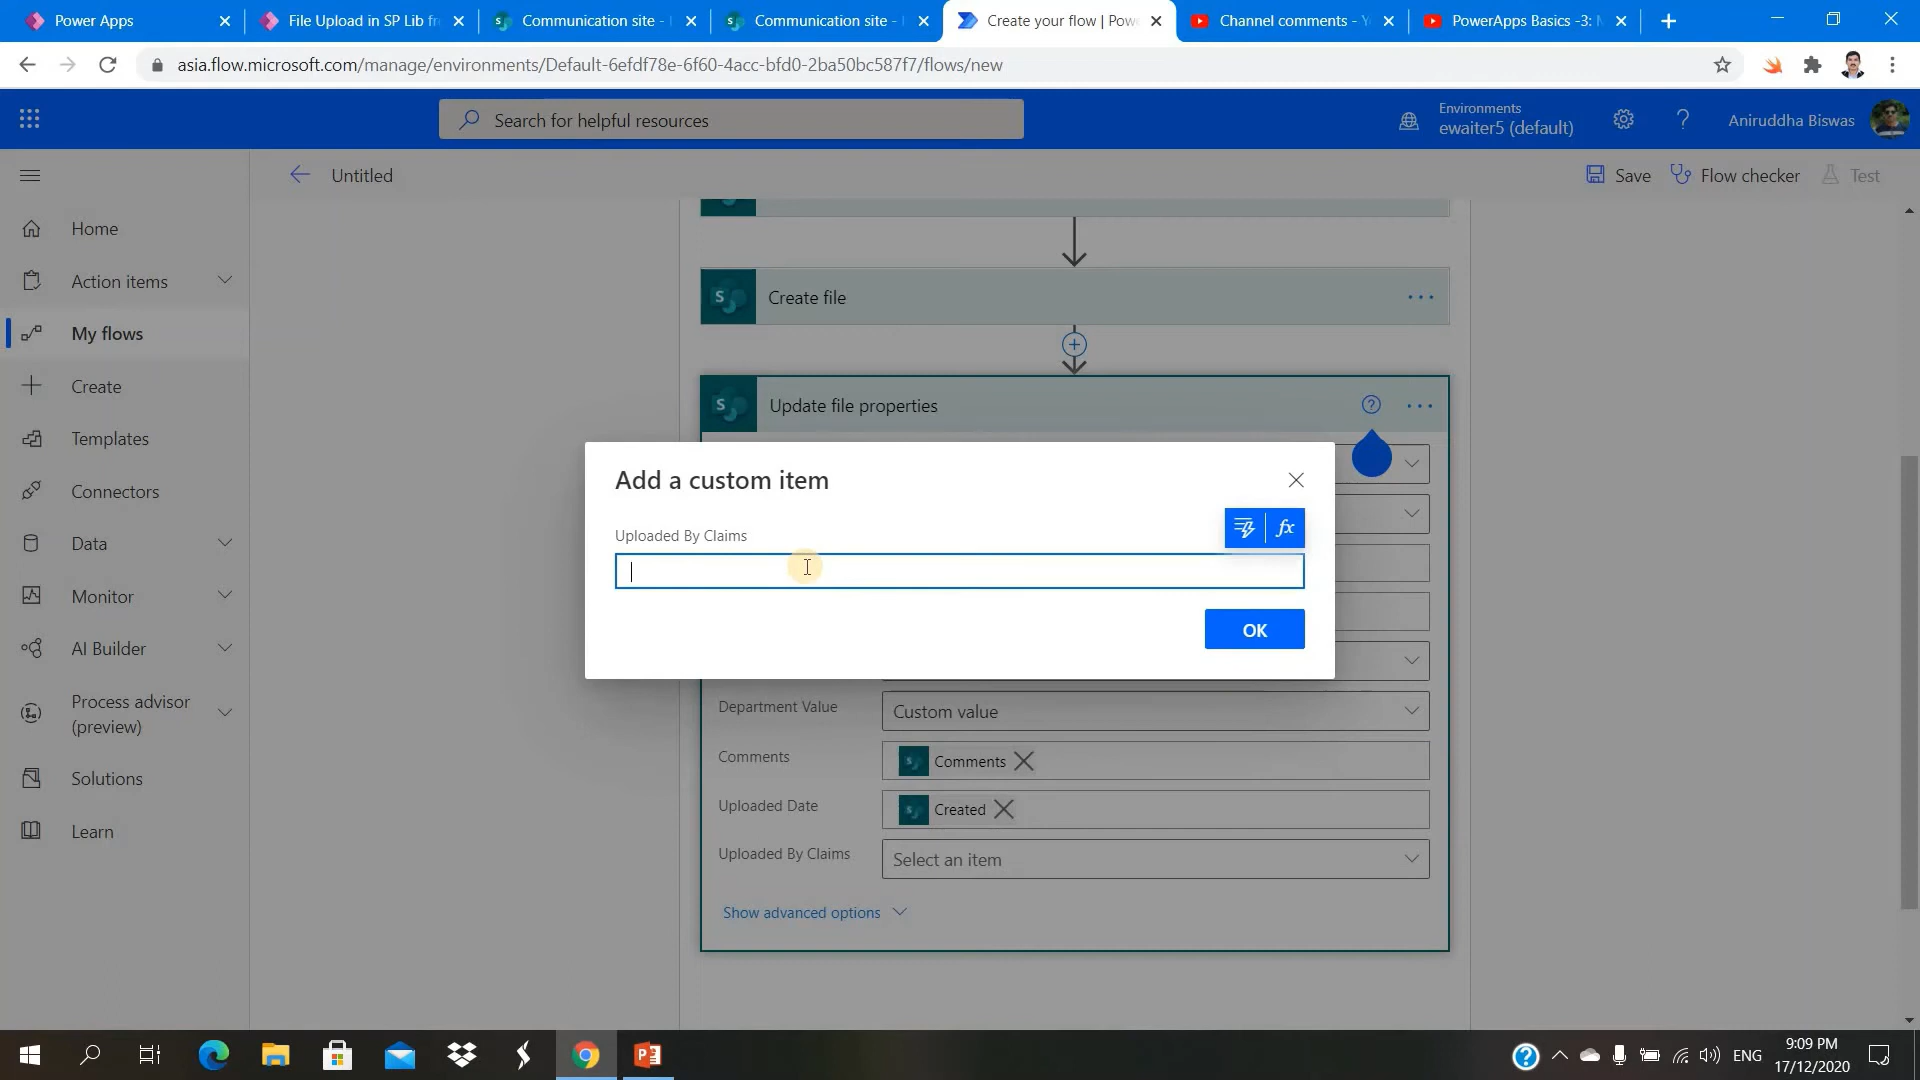 Power Apps
File Upload in SP Lib fr
Communication site -
Communication site -
Create your flow | Pow
Channel comments - Y
PowerApps Basics -3:
asia.flow.microsoft.com/manage/environments/Default-6efdf78e-6f60-4acc-bfd0-2ba50bc587f7/flows/new
Search for helpful resources
Environments
ewaiter5 (default)
Aniruddha Biswas
Untitled
Save
Flow checker
Test
Home
Action items
My flows
Create
Templates
Connectors
Data
Monitor
AI Builder
Process advisor
(preview)
Solutions
Learn
Create file
Update file properties
Add a custom item
Uploaded By Claims
fx
OK
Department Value
Custom value
Comments
Comments
Uploaded Date
Created
Uploaded By Claims
Select an item
Show advanced options
ENG
9:09 PM
17/12/2020